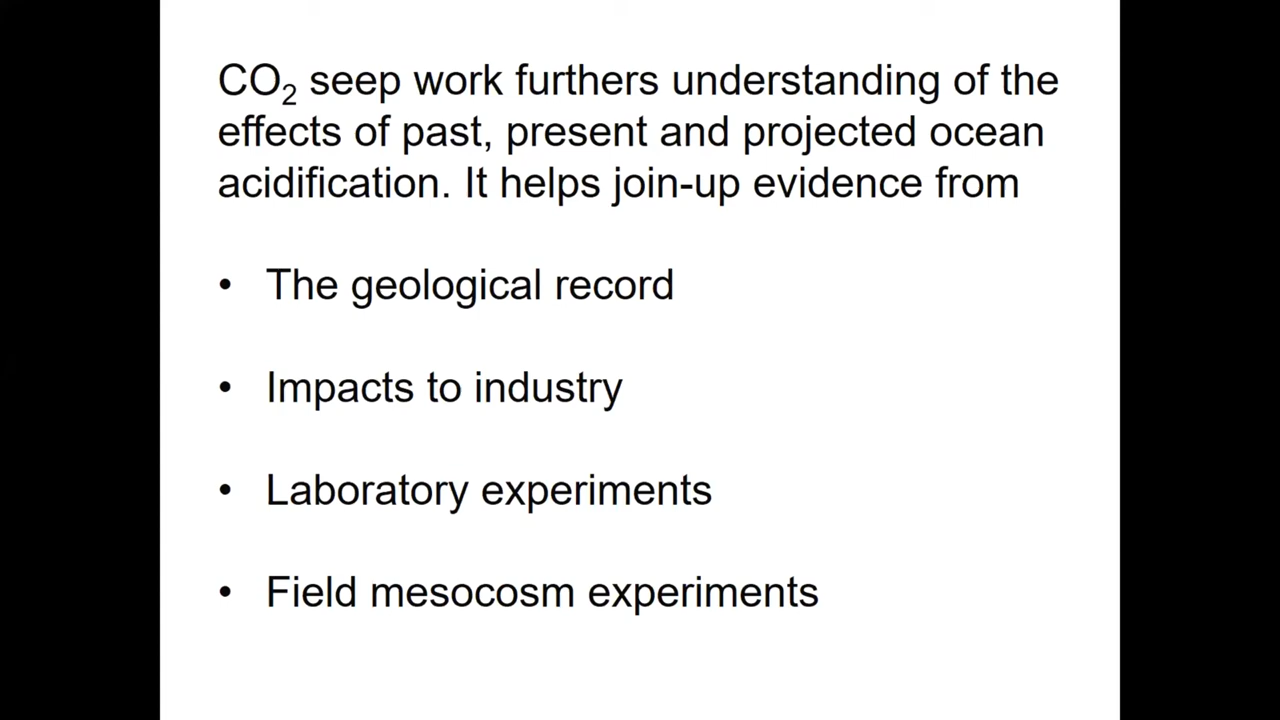 CO₂ seep work furthers understanding of the
effects of past, present and projected ocean
acidification. It helps join-up evidence from
• The geological record
• Impacts to industry
• Laboratory experiments
• Field mesocosm experiments